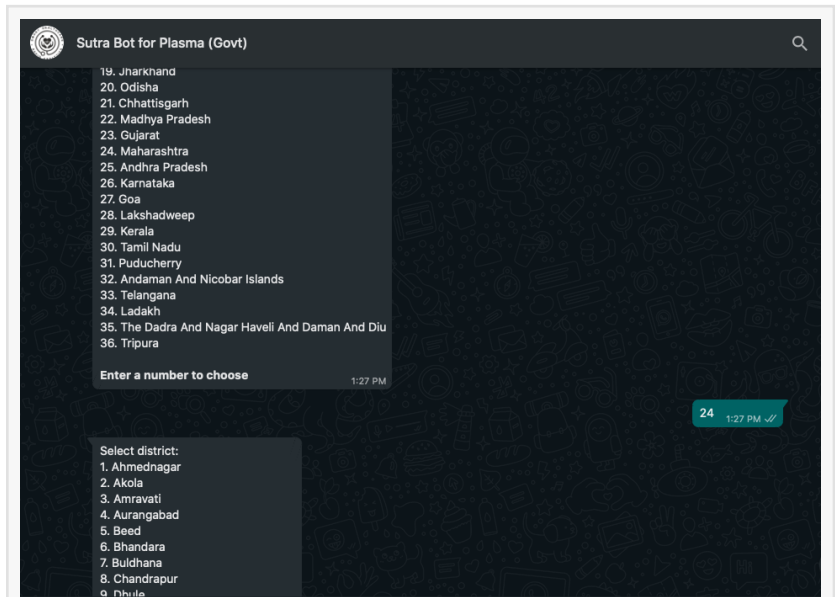 Sutra Bot for Plasma (Govt)
19. Jharkhand
20. Odisha
21. Chhattisgarh
22. Madhya Pradesh
23. Gujarat
24. Maharashtra
25. Andhra Pradesh
26. Karnataka
27. Goa
28. Lakshadweep
29. Kerala
30. Tamil Nadu
31. Puducherry
32. Andaman And Nicobar Islands
33. Telangana
34. Ladakh
35. The Dadra And Nagar Haveli And Daman And Diu
36. Tripura
Enter a number to choose
1:27 PM
24 1:27 PM
Select district:
1. Ahmednagar
2. Akola
3. Amravati
4. Aurangabad
5. Beed
6. Bhandara
7. Buldhana
8. Chandrapur
9. Dhule